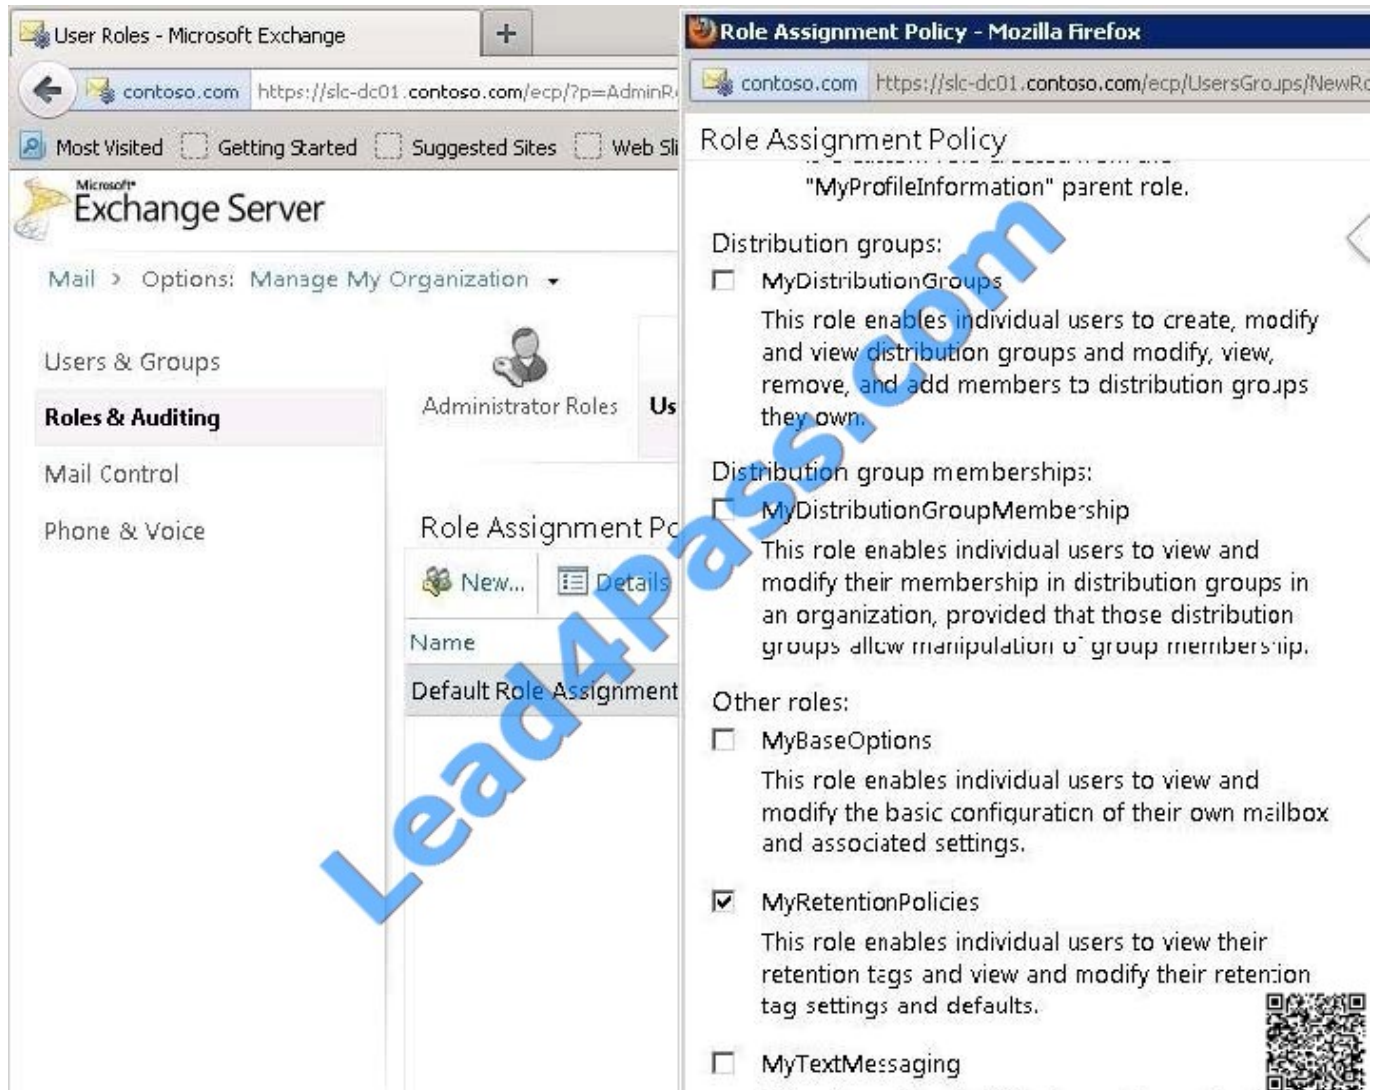 User Roles - Microsoft Exchange
+
contoso.com https://slc-dc01.contoso.com/ecp/?p=AdminR
Most Visited Getting Started Suggested Sites Web Sli
Microsoft
Exchange Server
Mail > Options: Manage My Organization
Users & Groups
Roles & Auditing
Mail Control
Phone & Voice
Administrator Roles Us
Role Assignment Po
New... Details
Name
Default Role Assignment
Role Assignment Policy - Mozilla Firefox
contoso.com https://slc-dc01.contoso.com/ecp/UsersGroups/NewRo
Role Assignment Policy
"MyProfileInformation" parent role.
Distribution groups:
MyDistributionGroups
This role enables individual users to create, modify
and view distribution groups and modify, view,
remove, and add members to distribution groups
they own.
Distribution group memberships:
MyDistributionGroupMembership
This role enables individual users to view and
modify their membership in distribution groups in
an organization, provided that those distribution
groups allow manipulation of group membership.
Other roles:
MyBaseOptions
This role enables individual users to view and
modify the basic configuration of their own mailbox
and associated settings.
MyRetentionPolicies
This role enables individual users to view their
retention tags and view and modify their retention
tag settings and defaults.
MyTextMessaging
Lead4Pass.com